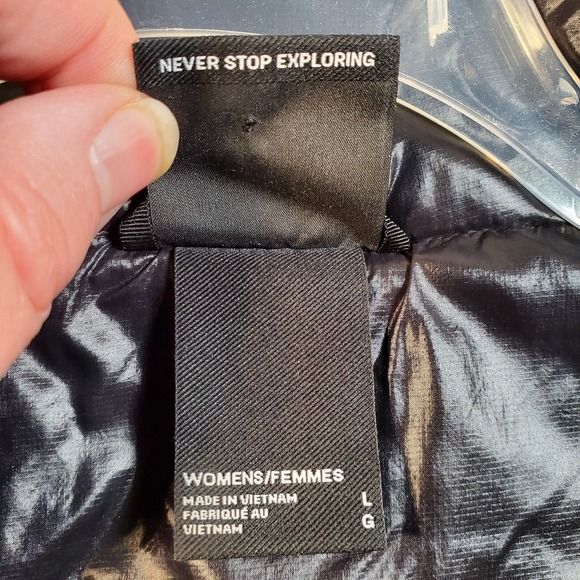 NEVER STOP EXPLORING
WOMENS/FEMMES
MADE IN VIETNAM L
FABRIQUÉ AU G
VIETNAM